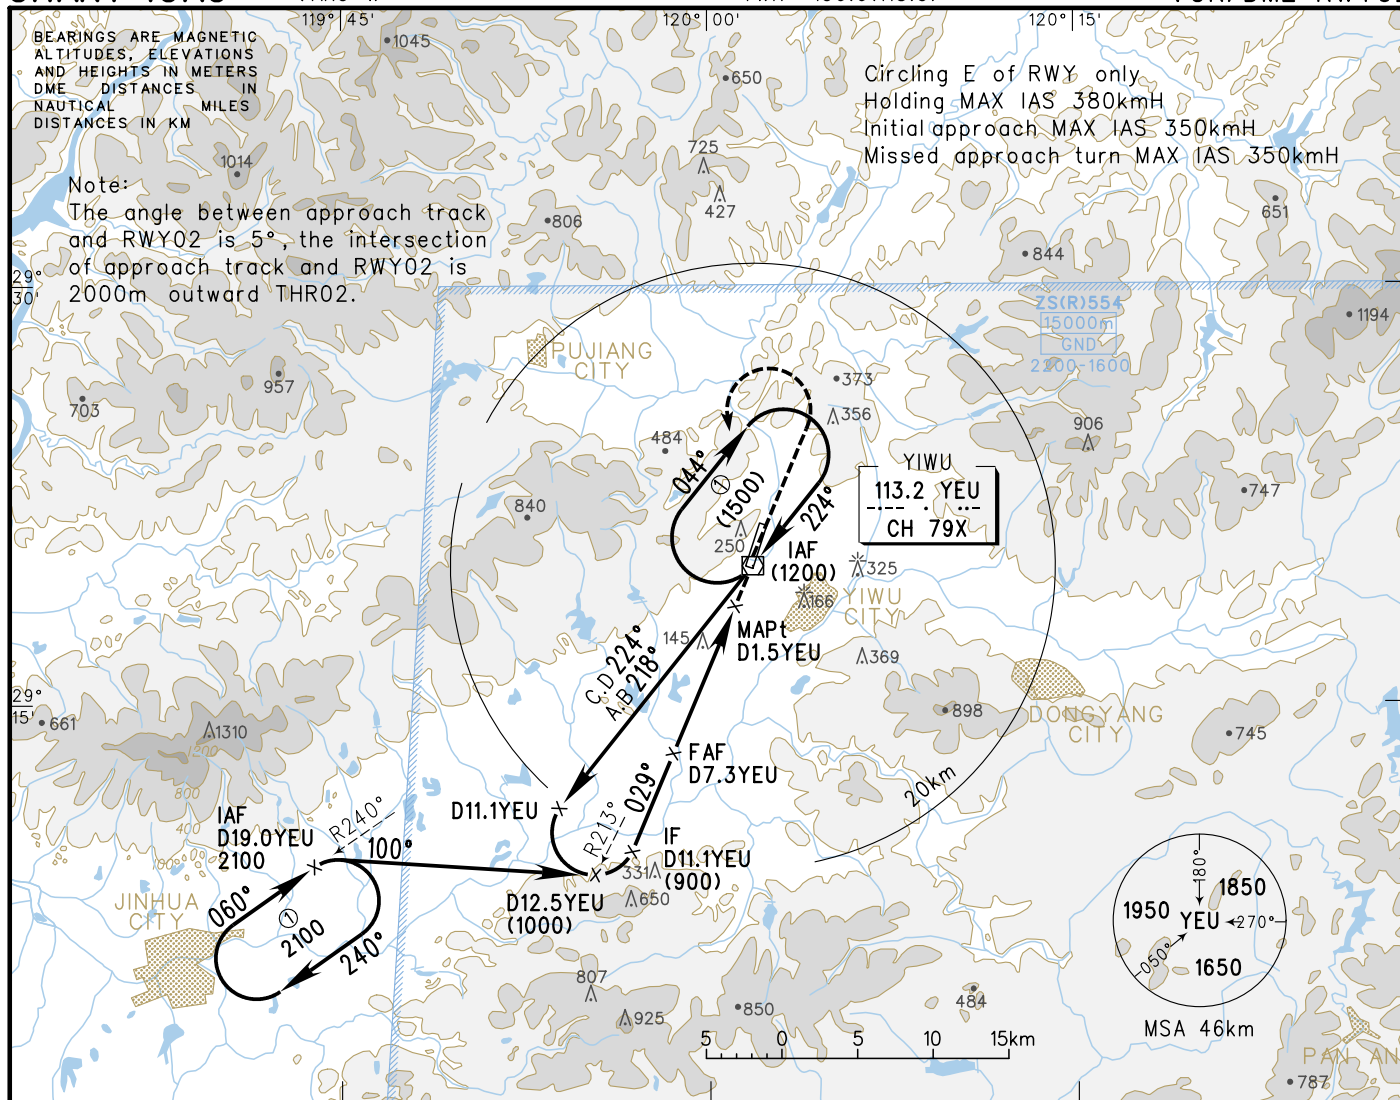 119°45'
120°00'
120°15'
BEARINGS ARE MAGNETIC
ALTITUDES, ELEVATIONS
AND HEIGHTS IN METERS
DME DISTANCES IN
NAUTICAL MILES
DISTANCES IN KM
1045
650
Circling E of RWY only
Holding MAX IAS 380kmH
Initial approach MAX IAS 350kmH
Missed approach turn MAX IAS 350kmH
1014
725
427
Note:
The angle between approach track
and RWY02 is 5°, the intersection
of approach track and RWY02 is
2000m outward THR02.
806
651
844
29°
30'
ZS(R)554
15000m
GND
2200-1600
1194
PUJIANG
CITY
957
703
373
356
484
906
044°
①
(1500)
224°
YIWU
113.2 YEU
CH 79X
747
840
250
IAF
(1200)
325
166
YIWU
CITY
145
MAPt
D1.5YEU
369
C.D 224°
A.B 218°
29°
15'
661
1310
1200
898
DONGYANG
CITY
745
FAF
D7.3YEU
800
400
100°
029°
20km
D11.1YEU
R213°
IAF
D19.0YEU
2100
R240°
100°
IF
D11.1YEU
(900)
331
650
D12.5YEU
(1000)
JINHUA
CITY
060°
①
2100
240°
180°
1850
1950
YEU
270°
050°
1650
MSA 46km
807
925
850
484
5 0 5 10 15km
PAN AN
787